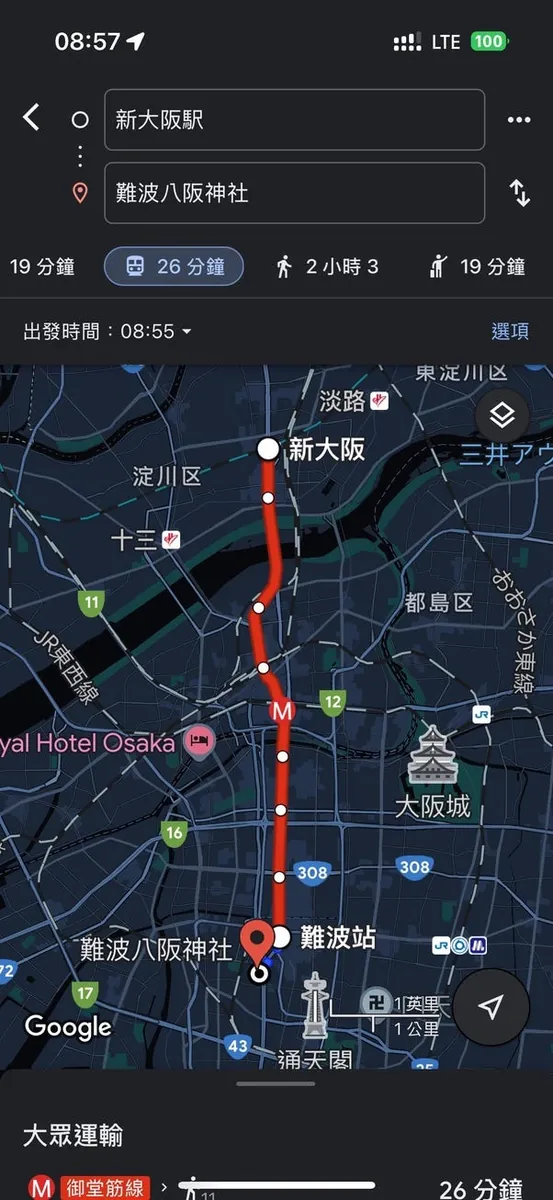 08:57
LTE 100
新大阪駅
難波八阪神社
19 分鐘
26 分鐘
2 小時 3
19 分鐘
出發時間:08:55
選項
東淀川区
淡路
新大阪
三井アウ
淀川区
十三
11
都島区
おおさか東線
JR東西線
M
12
JR
yal Hotel Osaka
大阪城
16
308
308
難波八阪神社
難波站
JR
72
17
卍
1 英里
1 公里
Google
43
通天閣
25
大眾運輸
M 御堂筋線 › 11
26 分鐘